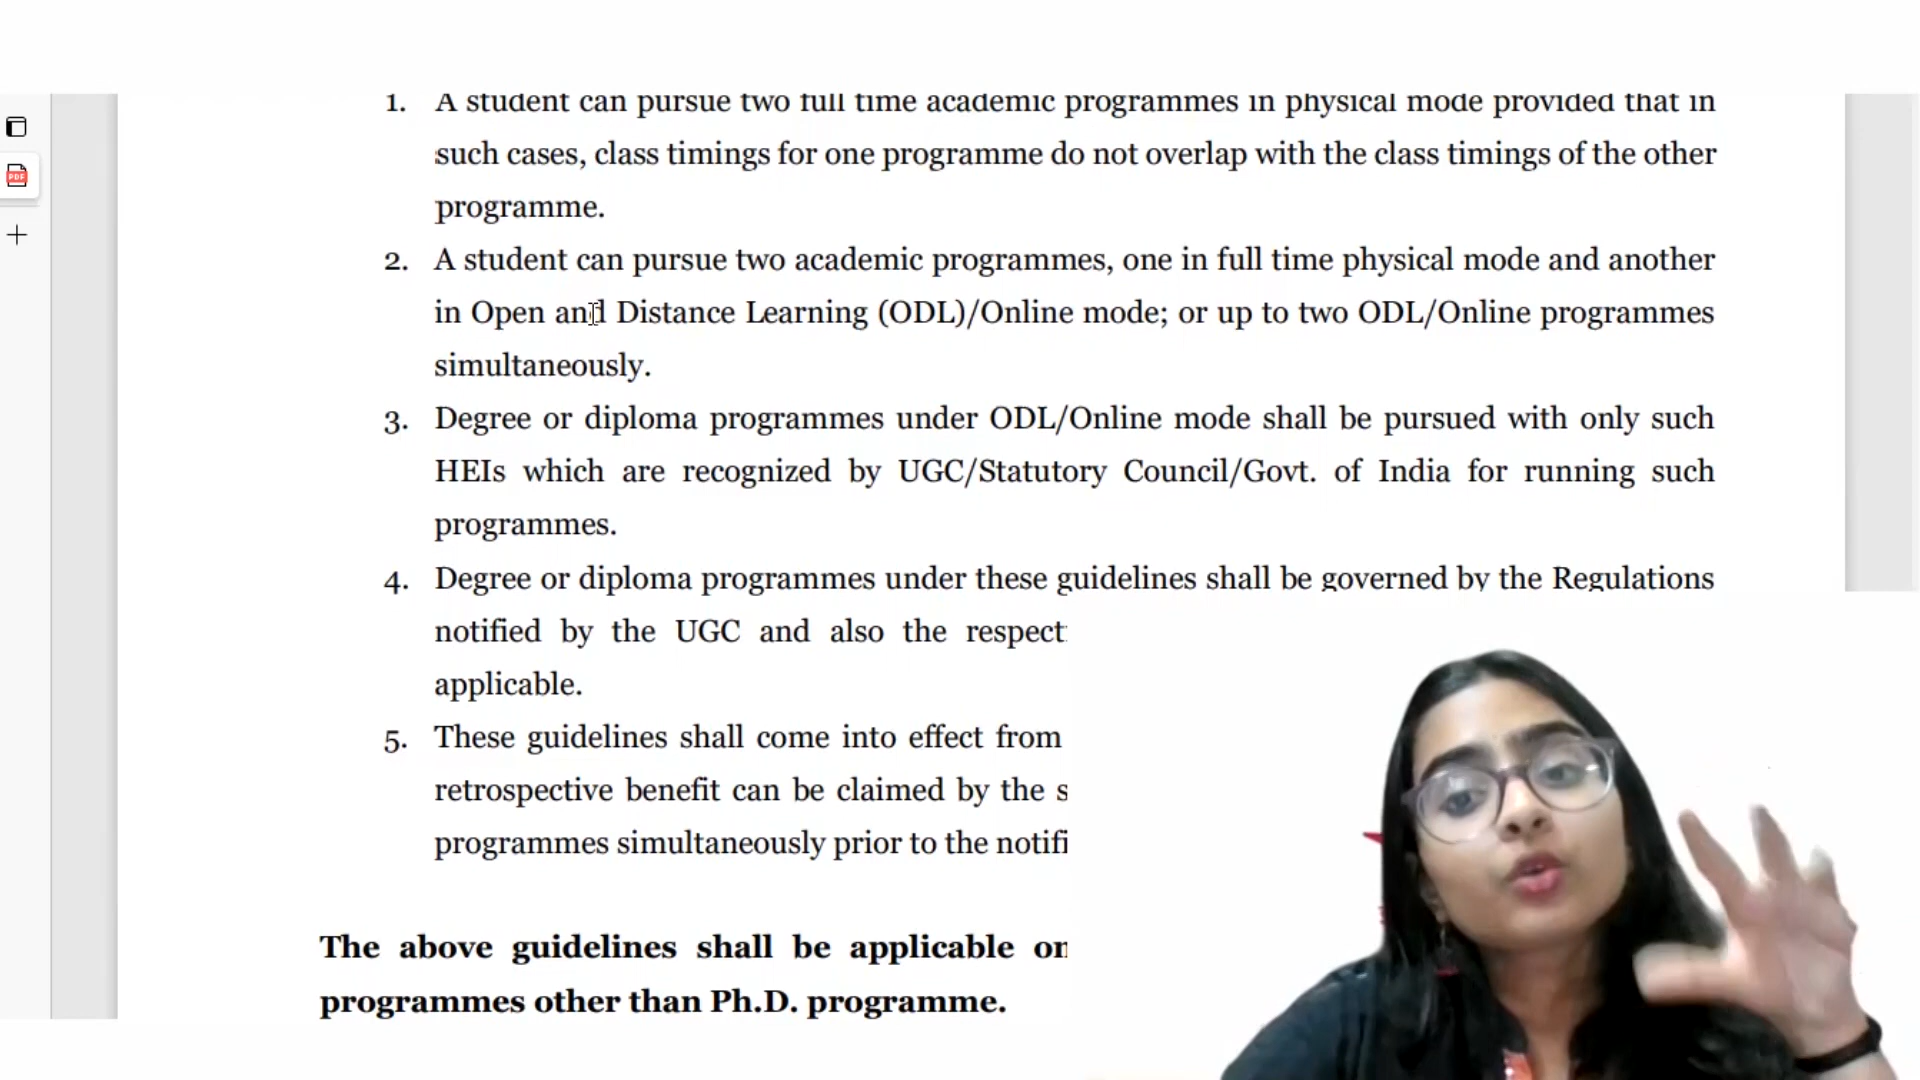 1. A student can pursue two full time academic programmes in physical mode provided that in
such cases, class timings for one programme do not overlap with the class timings of the other
programme.
2. A student can pursue two academic programmes, one in full time physical mode and another
in Open and Distance Learning (ODL)/Online mode; or up to two ODL/Online programmes
simultaneously.
3. Degree or diploma programmes under ODL/Online mode shall be pursued with only such
HEIs which are recognized by UGC/Statutory Council/Govt. of India for running such
programmes.
4. Degree or diploma programmes under these guidelines shall be governed by the Regulations
notified by the UGC and also the
applicable.
5. These guidelines shall come into effect from
retrospective benefit can be claimed by the
programmes simultaneously prior to the
The above guidelines shall be applicable
programmes other than Ph.D. programme.
PDF